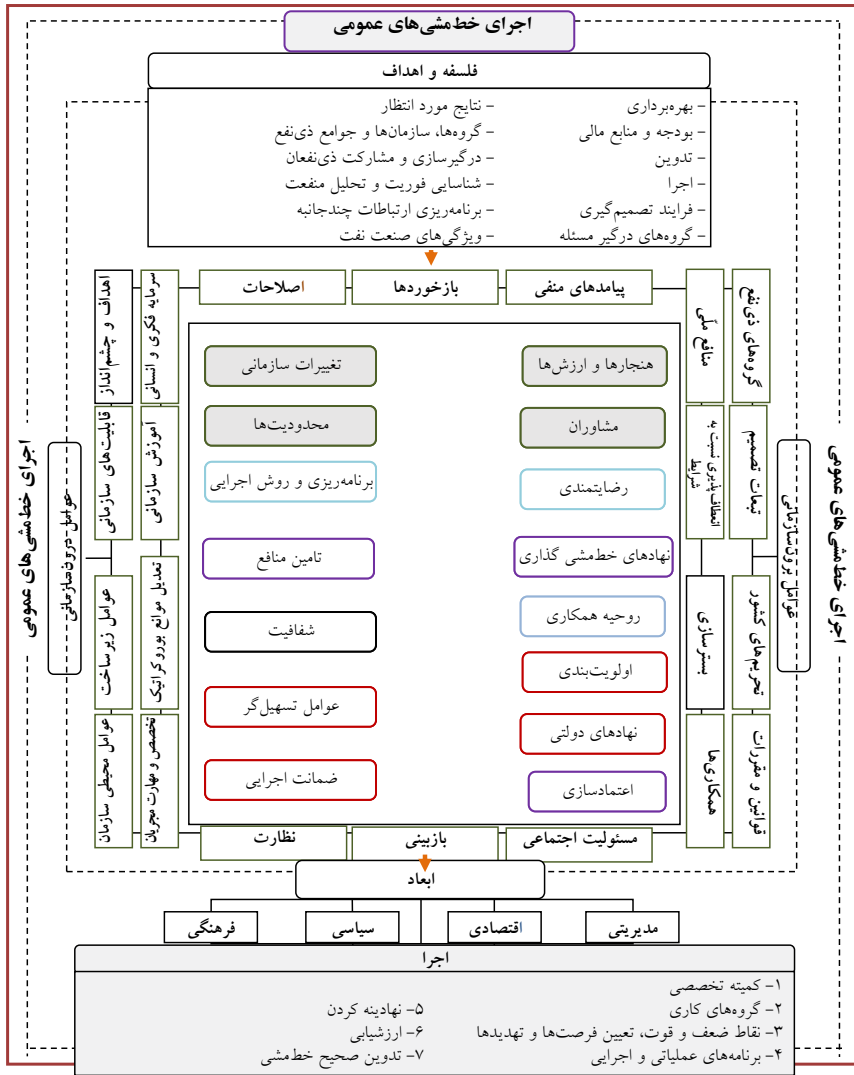 اجرای خط‌مشی‌های عمومی
فلسفه و اهداف
- بهره‌برداری
- بودجه و منابع مالی
- تدوین
- اجرا
- فرایند تصمیم‌گیری
- گروه‌های درگیر مسئله
- نتایج مورد انتظار
- گروه‌ها، سازمان‌ها و جوامع ذی‌نفع
- درگیرسازی و مشارکت ذی‌نفعان
- شناسایی فوریت و تحلیل منفعت
- برنامه‌ریزی ارتباطات چندجانبه
- ویژگی‌های صنعت نفت
پیامدهای منفی
بازخوردها
اصلاحات
اجرای خط‌مشی‌های عمومی
عوامل برون‌سازمانی
گروه‌های ذی‌نفع
تبعات تصمیم
تحریم‌های کشور
قوانین و مقررات
منافع ملّی
انعطاف پذیری نسبت به
شرایط
بسترسازی
همکاری‌ها
هنجارها و ارزش‌ها
مشاوران
رضایتمندی
نهادهای خط‌مشی گذاری
روحیه همکاری
اولویت‌بندی
نهادهای دولتی
اعتمادسازی
تغییرات سازمانی
محدودیت‌ها
برنامه‌ریزی و روش اجرایی
تامین منافع
شفافیت
عوامل تسهیل‌گر
ضمانت اجرایی
سرمایه فکری و انسانی
آموزش سازمانی
تعدیل موانع بوروکراتیک
تخصص و مهارت مجریان
اهداف و چشم‌انداز
قابلیت‌های سازمانی
عوامل زیرساخت
عوامل محیطی سازمان
عوامل درون‌سازمانی
اجرای خط‌مشی‌های عمومی
مسئولیت اجتماعی
بازبینی
نظارت
ابعاد
مدیریتی
اقتصادی
سیاسی
فرهنگی
اجرا
۱- کمیته تخصصی
۲- گروه‌های کاری
۳- نقاط ضعف و قوت، تعیین فرصت‌ها و تهدیدها
۴- برنامه‌های عملیاتی و اجرایی
۵- نهادینه کردن
۶- ارزشیابی
۷- تدوین صحیح خط‌مشی